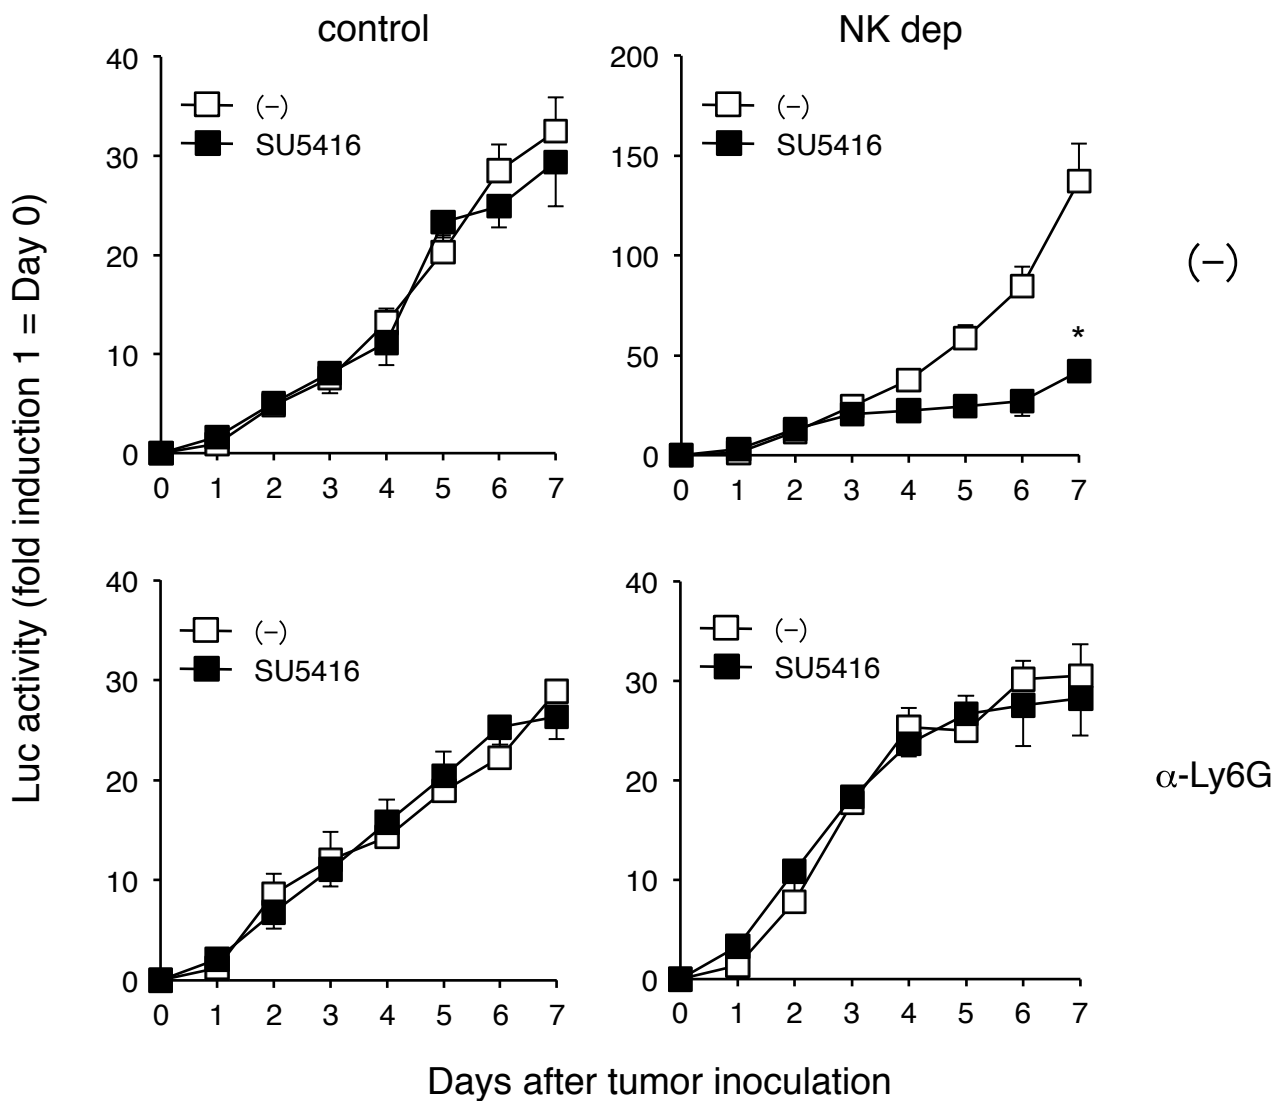 control
NK dep
40
30
20
10
0
(−)
SU5416
0 1 2 3 4 5 6 7
200
150
100
50
0
(−)
SU5416
*
0 1 2 3 4 5 6 7
(−)
Luc activity (fold induction 1 = Day 0)
40
30
20
10
0
(−)
SU5416
0 1 2 3 4 5 6 7
40
30
20
10
0
(−)
SU5416
0 1 2 3 4 5 6 7
α-Ly6G
Days after tumor inoculation